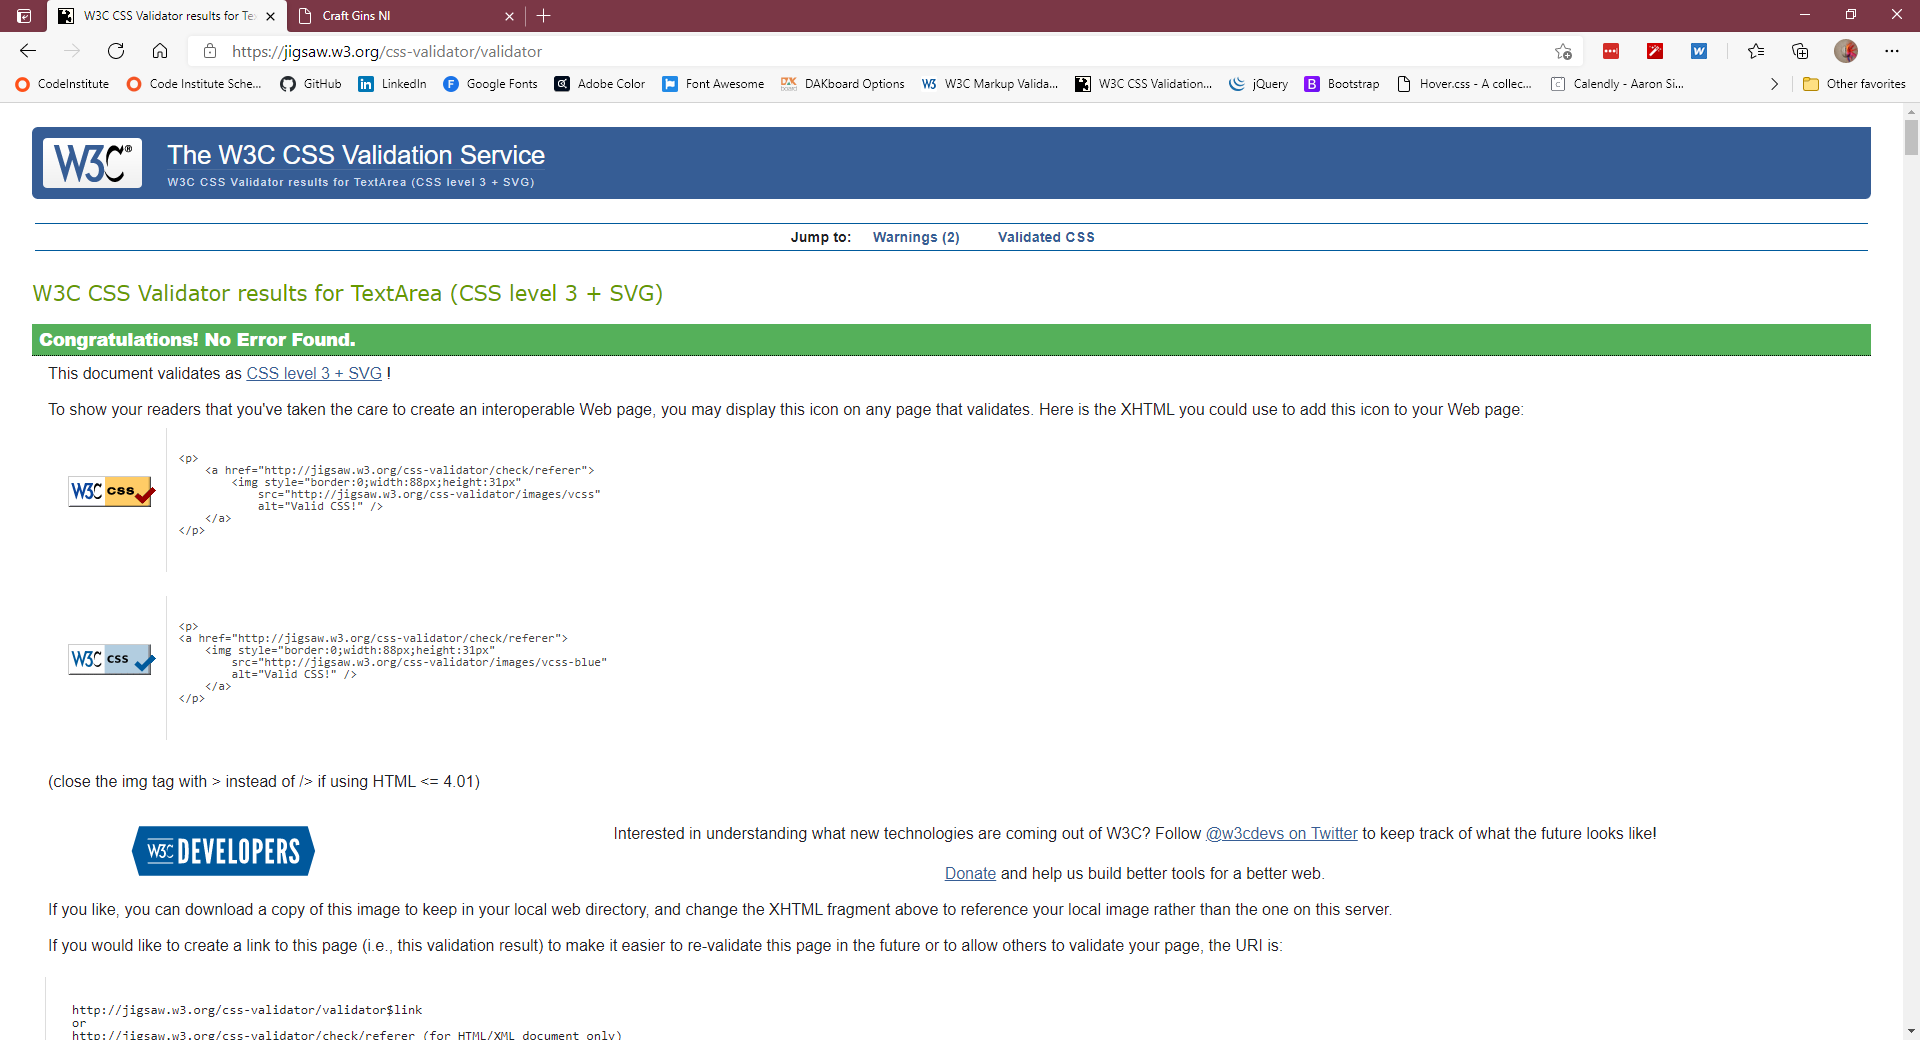 W3C CSS Validator results for Te
Craft Gins NI
https://jigsaw.w3.org/css-validator/validator
CodeInstitute
Code Institute Sche...
GitHub
LinkedIn
Google Fonts
Adobe Color
Font Awesome
DAKboard Options
W3C Markup Valida...
W3C CSS Validation...
jQuery
Bootstrap
Hover.css - A collec...
Calendly - Aaron Si...
Other favorites
W3C®
The W3C CSS Validation Service
W3C CSS Validator results for TextArea (CSS level 3 + SVG)
Jump to: Warnings (2) Validated CSS
W3C CSS Validator results for TextArea (CSS level 3 + SVG)
Congratulations! No Error Found.
This document validates as CSS level 3 + SVG !
To show your readers that you've taken the care to create an interoperable Web page, you may display this icon on any page that validates. Here is the XHTML you could use to add this icon to your Web page:
W3C css
<p>
<a href="http://jigsaw.w3.org/css-validator/check/referer">
<img style="border:0;width:88px;height:31px"
src="http://jigsaw.w3.org/css-validator/images/vcss"
alt="Valid CSS!" />
</a>
</p>
W3C css
<p>
<a href="http://jigsaw.w3.org/css-validator/check/referer">
<img style="border:0;width:88px;height:31px"
src="http://jigsaw.w3.org/css-validator/images/vcss-blue"
alt="Valid CSS!" />
</a>
</p>
(close the img tag with > instead of /> if using HTML <= 4.01)
W3C DEVELOPERS
Interested in understanding what new technologies are coming out of W3C? Follow @w3cdevs on Twitter to keep track of what the future looks like!
Donate and help us build better tools for a better web.
If you like, you can download a copy of this image to keep in your local web directory, and change the XHTML fragment above to reference your local image rather than the one on this server.
If you would like to create a link to this page (i.e., this validation result) to make it easier to re-validate this page in the future or to allow others to validate your page, the URI is:
http://jigsaw.w3.org/css-validator/validator$link
or
http://jigsaw.w3.org/css-validator/check/referer (for HTML/XML document only)